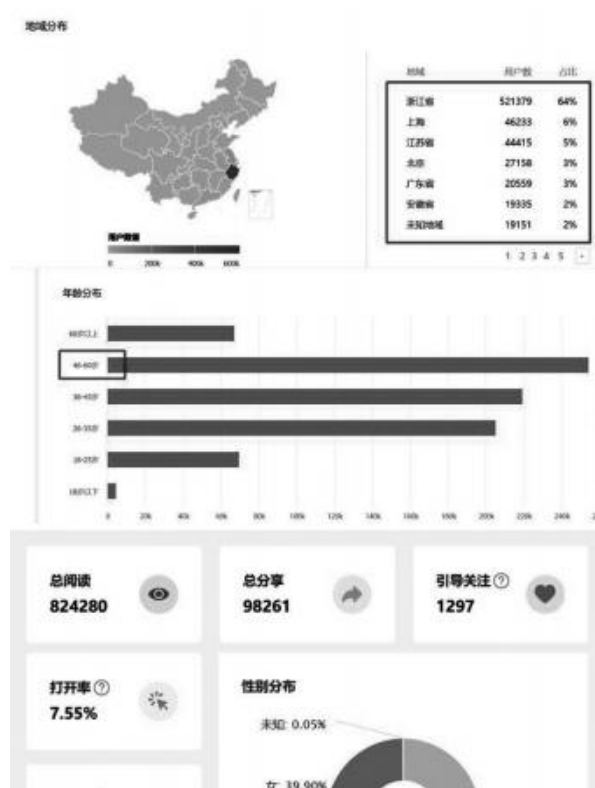 地域分布
地域 用户数 占比
浙江省 521379 64%
上海 46233 6%
江苏省 44415 5%
北京 27158 3%
广东省 20559 3%
安徽省 19335 2%
未知地域 19151 2%
用户数量
0 200k 400k 600k
1 2 3 4 5
年龄分布
60岁以上
46-60岁
36-45岁
26-35岁
18-25岁
18岁以下
0 20k 40k 60k 80k 100k 120k 140k 160k 180k 200k 220k 240k
总阅读
824280
总分享
98261
引导关注
1297
打开率
7.55%
性别分布
未知: 0.05%
女: 39.90%